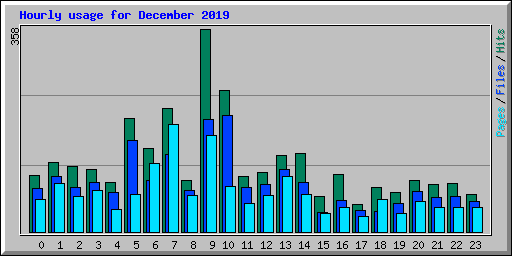 Hourly usage for December 2019
358
Pages / Files / Hits
0 1 2 3 4 5 6 7 8 9 10 11 12 13 14 15 16 17 18 19 20 21 22 23